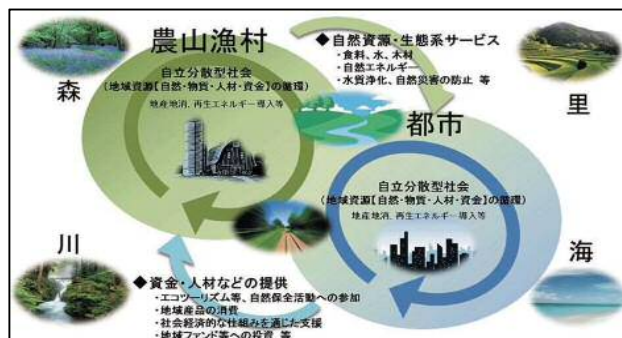 農山漁村
自立分散型社会
(地域資源【自然・物質・人材・資金】の循環)
地産地消、再生エネルギー導入等
森
◆自然資源・生態系サービス
・食料、水、木材
・自然エネルギー
・水質浄化、自然災害の防止 等
里
都市
自立分散型社会
(地域資源【自然・物質・人材・資金】の循環)
地産地消、再生エネルギー導入等
川
◆資金・人材などの提供
・エコツーリズム等、自然保全活動への参加
・地域産品の消費
・社会経済的な仕組みを通じた支援
・地域ファンド等への投資 等
海